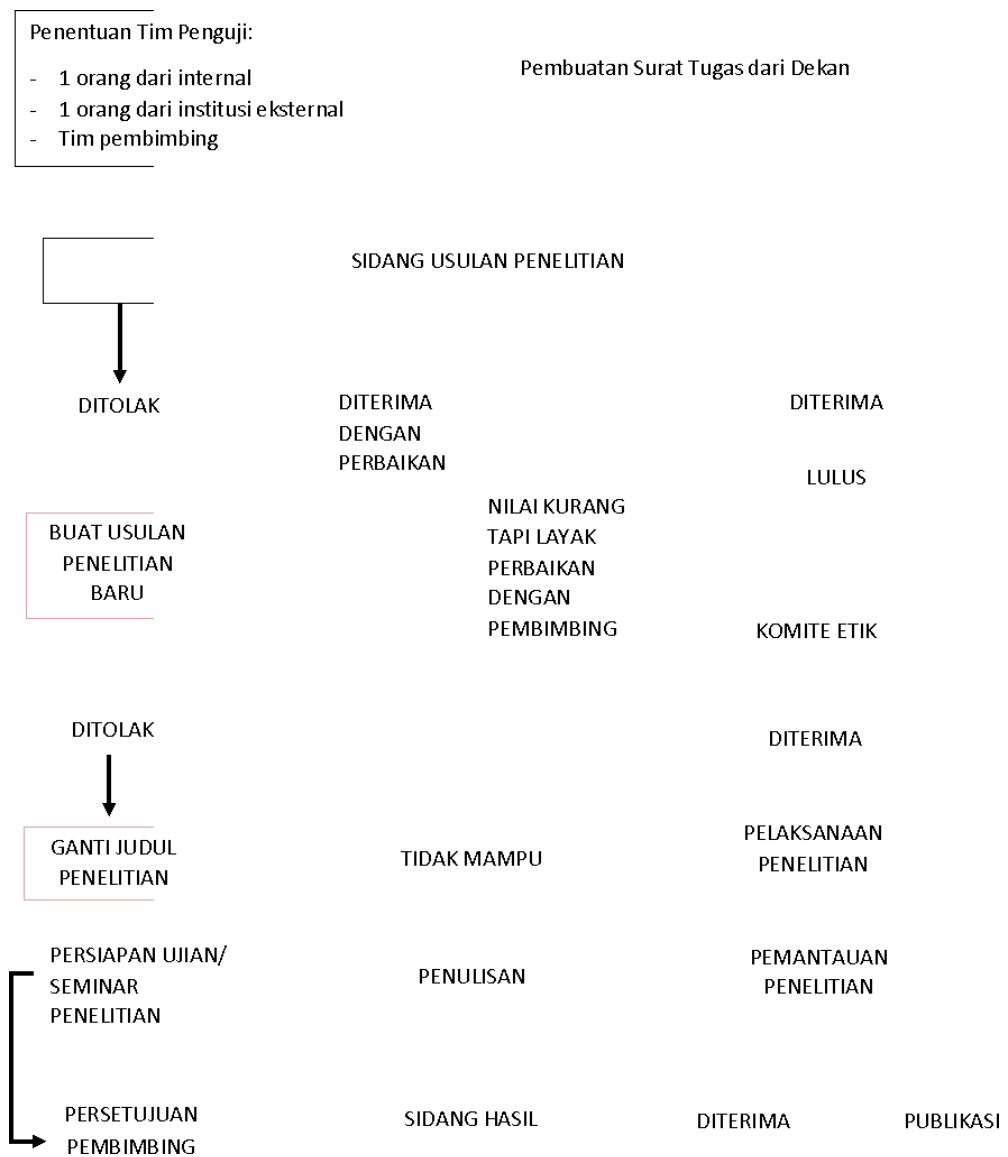 Penentuan Tim Penguji:
- 1 orang dari internal
- 1 orang dari institusi eksternal
- Tim pembimbing
Pembuatan Surat Tugas dari Dekan
SIDANG USULAN PENELITIAN
DITOLAK
DITERIMA
DENGAN
PERBAIKAN
DITERIMA
LULUS
BUAT USULAN
PENELITIAN
BARU
NILAI KURANG
TAPI LAYAK
PERBAIKAN
DENGAN
PEMBIMBING
KOMITE ETIK
DITOLAK
DITERIMA
GANTI JUDUL
PENELITIAN
TIDAK MAMPU
PELAKSANAAN
PENELITIAN
PERSIAPAN UJIAN/
SEMINAR
PENELITIAN
PENULISAN
PEMANTAUAN
PENELITIAN
PERSETUJUAN
PEMBIMBING
SIDANG HASIL
DITERIMA
PUBLIKASI